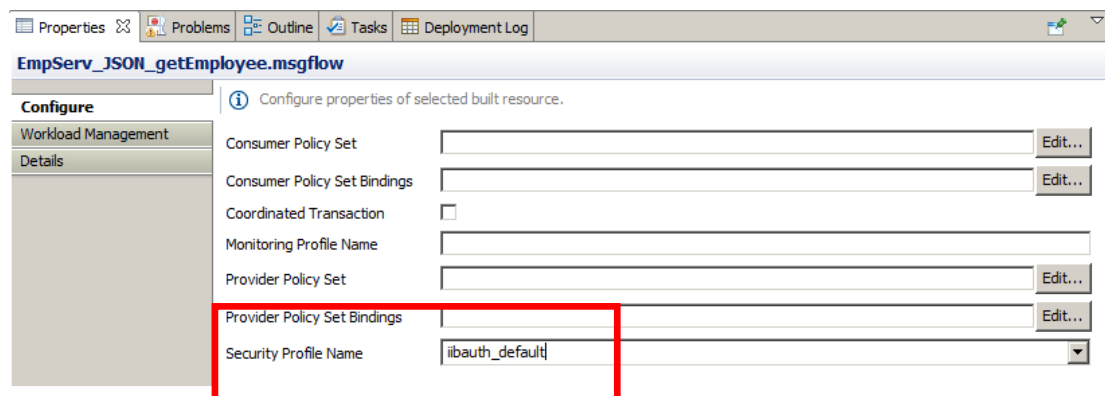 Properties Problems Outline Tasks Deployment Log
EmpServ_JSON_getEmployee.msgflow
Configure
Workload Management
Details
Configure properties of selected built resource.
Consumer Policy Set Edit...
Consumer Policy Set Bindings Edit...
Coordinated Transaction
Monitoring Profile Name
Provider Policy Set Edit...
Provider Policy Set Bindings Edit...
Security Profile Name iibauth_default